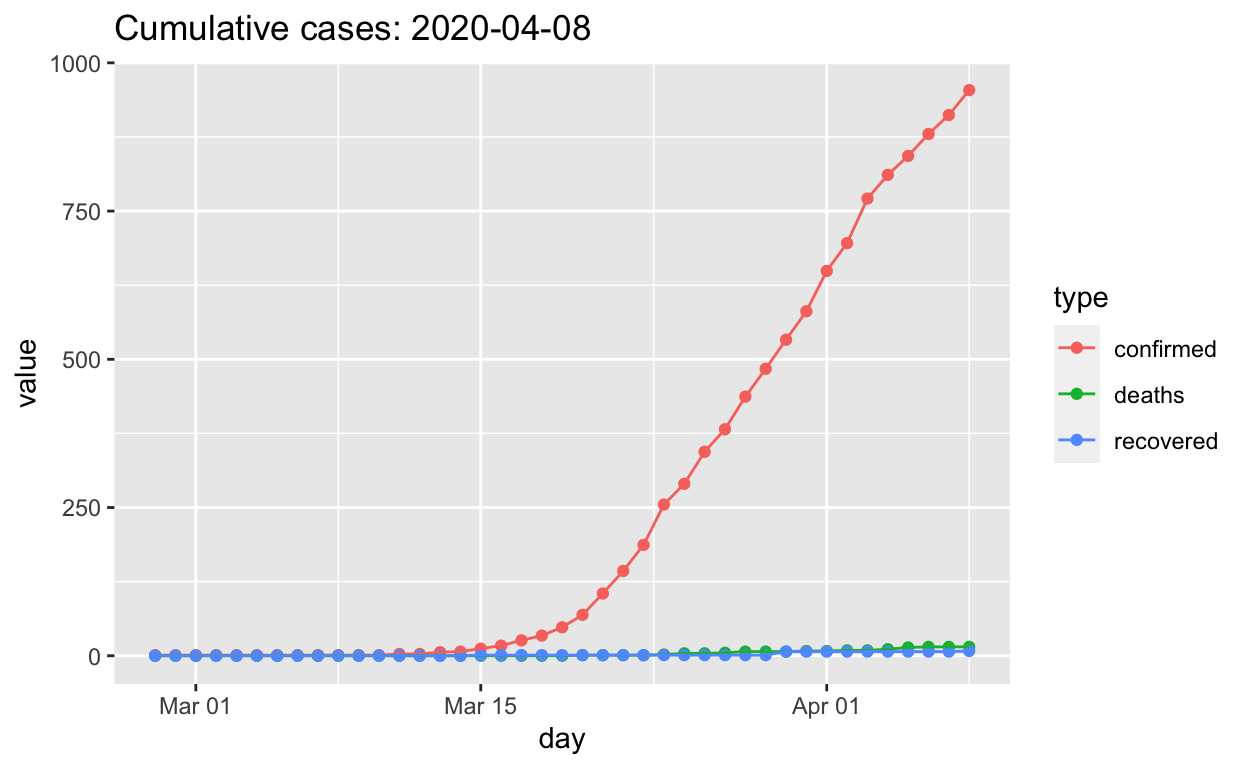 Cumulative cases: 2020-04-08
1000
750
500
250
0
value
Mar 01
Mar 15
Apr 01
day
type
confirmed
deaths
recovered